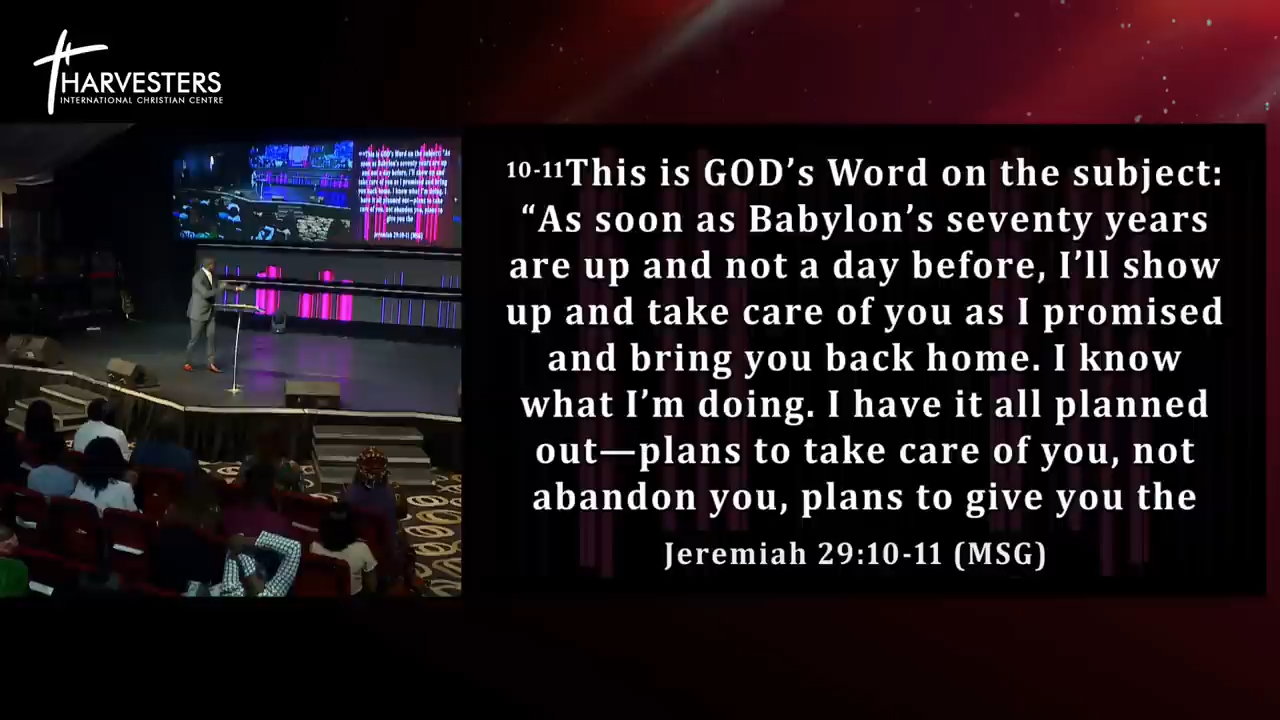 HARVESTERS
INTERNATIONAL CHRISTIAN CENTRE
10-11This is GOD’s Word on the subject:
“As soon as Babylon’s seventy years
are up and not a day before, I’ll show
up and take care of you as I promised
and bring you back home. I know
what I’m doing. I have it all planned
out—plans to take care of you, not
abandon you, plans to give you the
Jeremiah 29:10-11 (MSG)